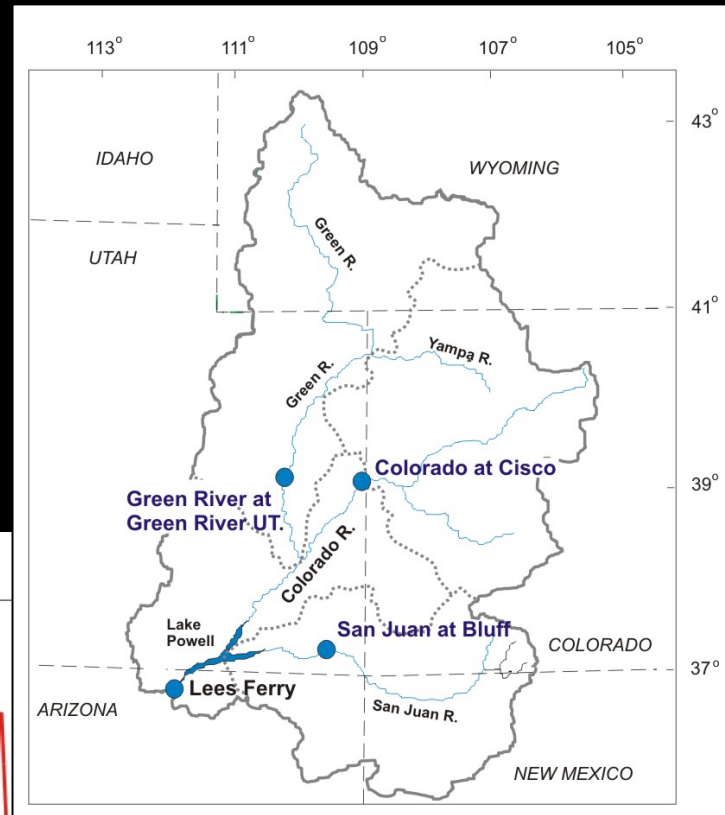 113°
111°
109°
107°
105°
43°
IDAHO
WYOMING
UTAH
Green R.
41°
Yampa R.
Green R.
Colorado at Cisco
39°
Green River at
Green River UT.
Colorado R.
Lake
Powell
San Juan at Bluff
COLORADO
37°
Lees Ferry
ARIZONA
San Juan R.
NEW MEXICO